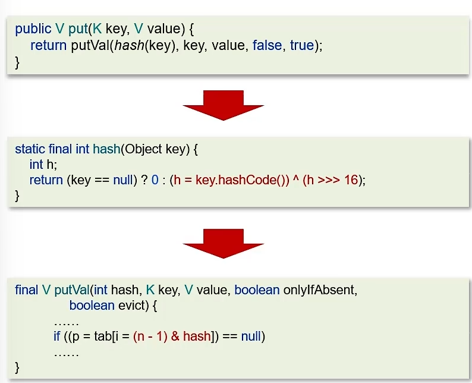 public V put(K key, V value) {
return putVal(hash(key), key, value, false, true);
}
static final int hash(Object key) {
int h;
return (key == null) ? 0 : (h = key.hashCode()) ^ (h >>> 16);
}
final V putVal(int hash, K key, V value, boolean onlyIfAbsent,
boolean evict) {
……
if ((p = tab[i = (n - 1) & hash]) == null)
……
}